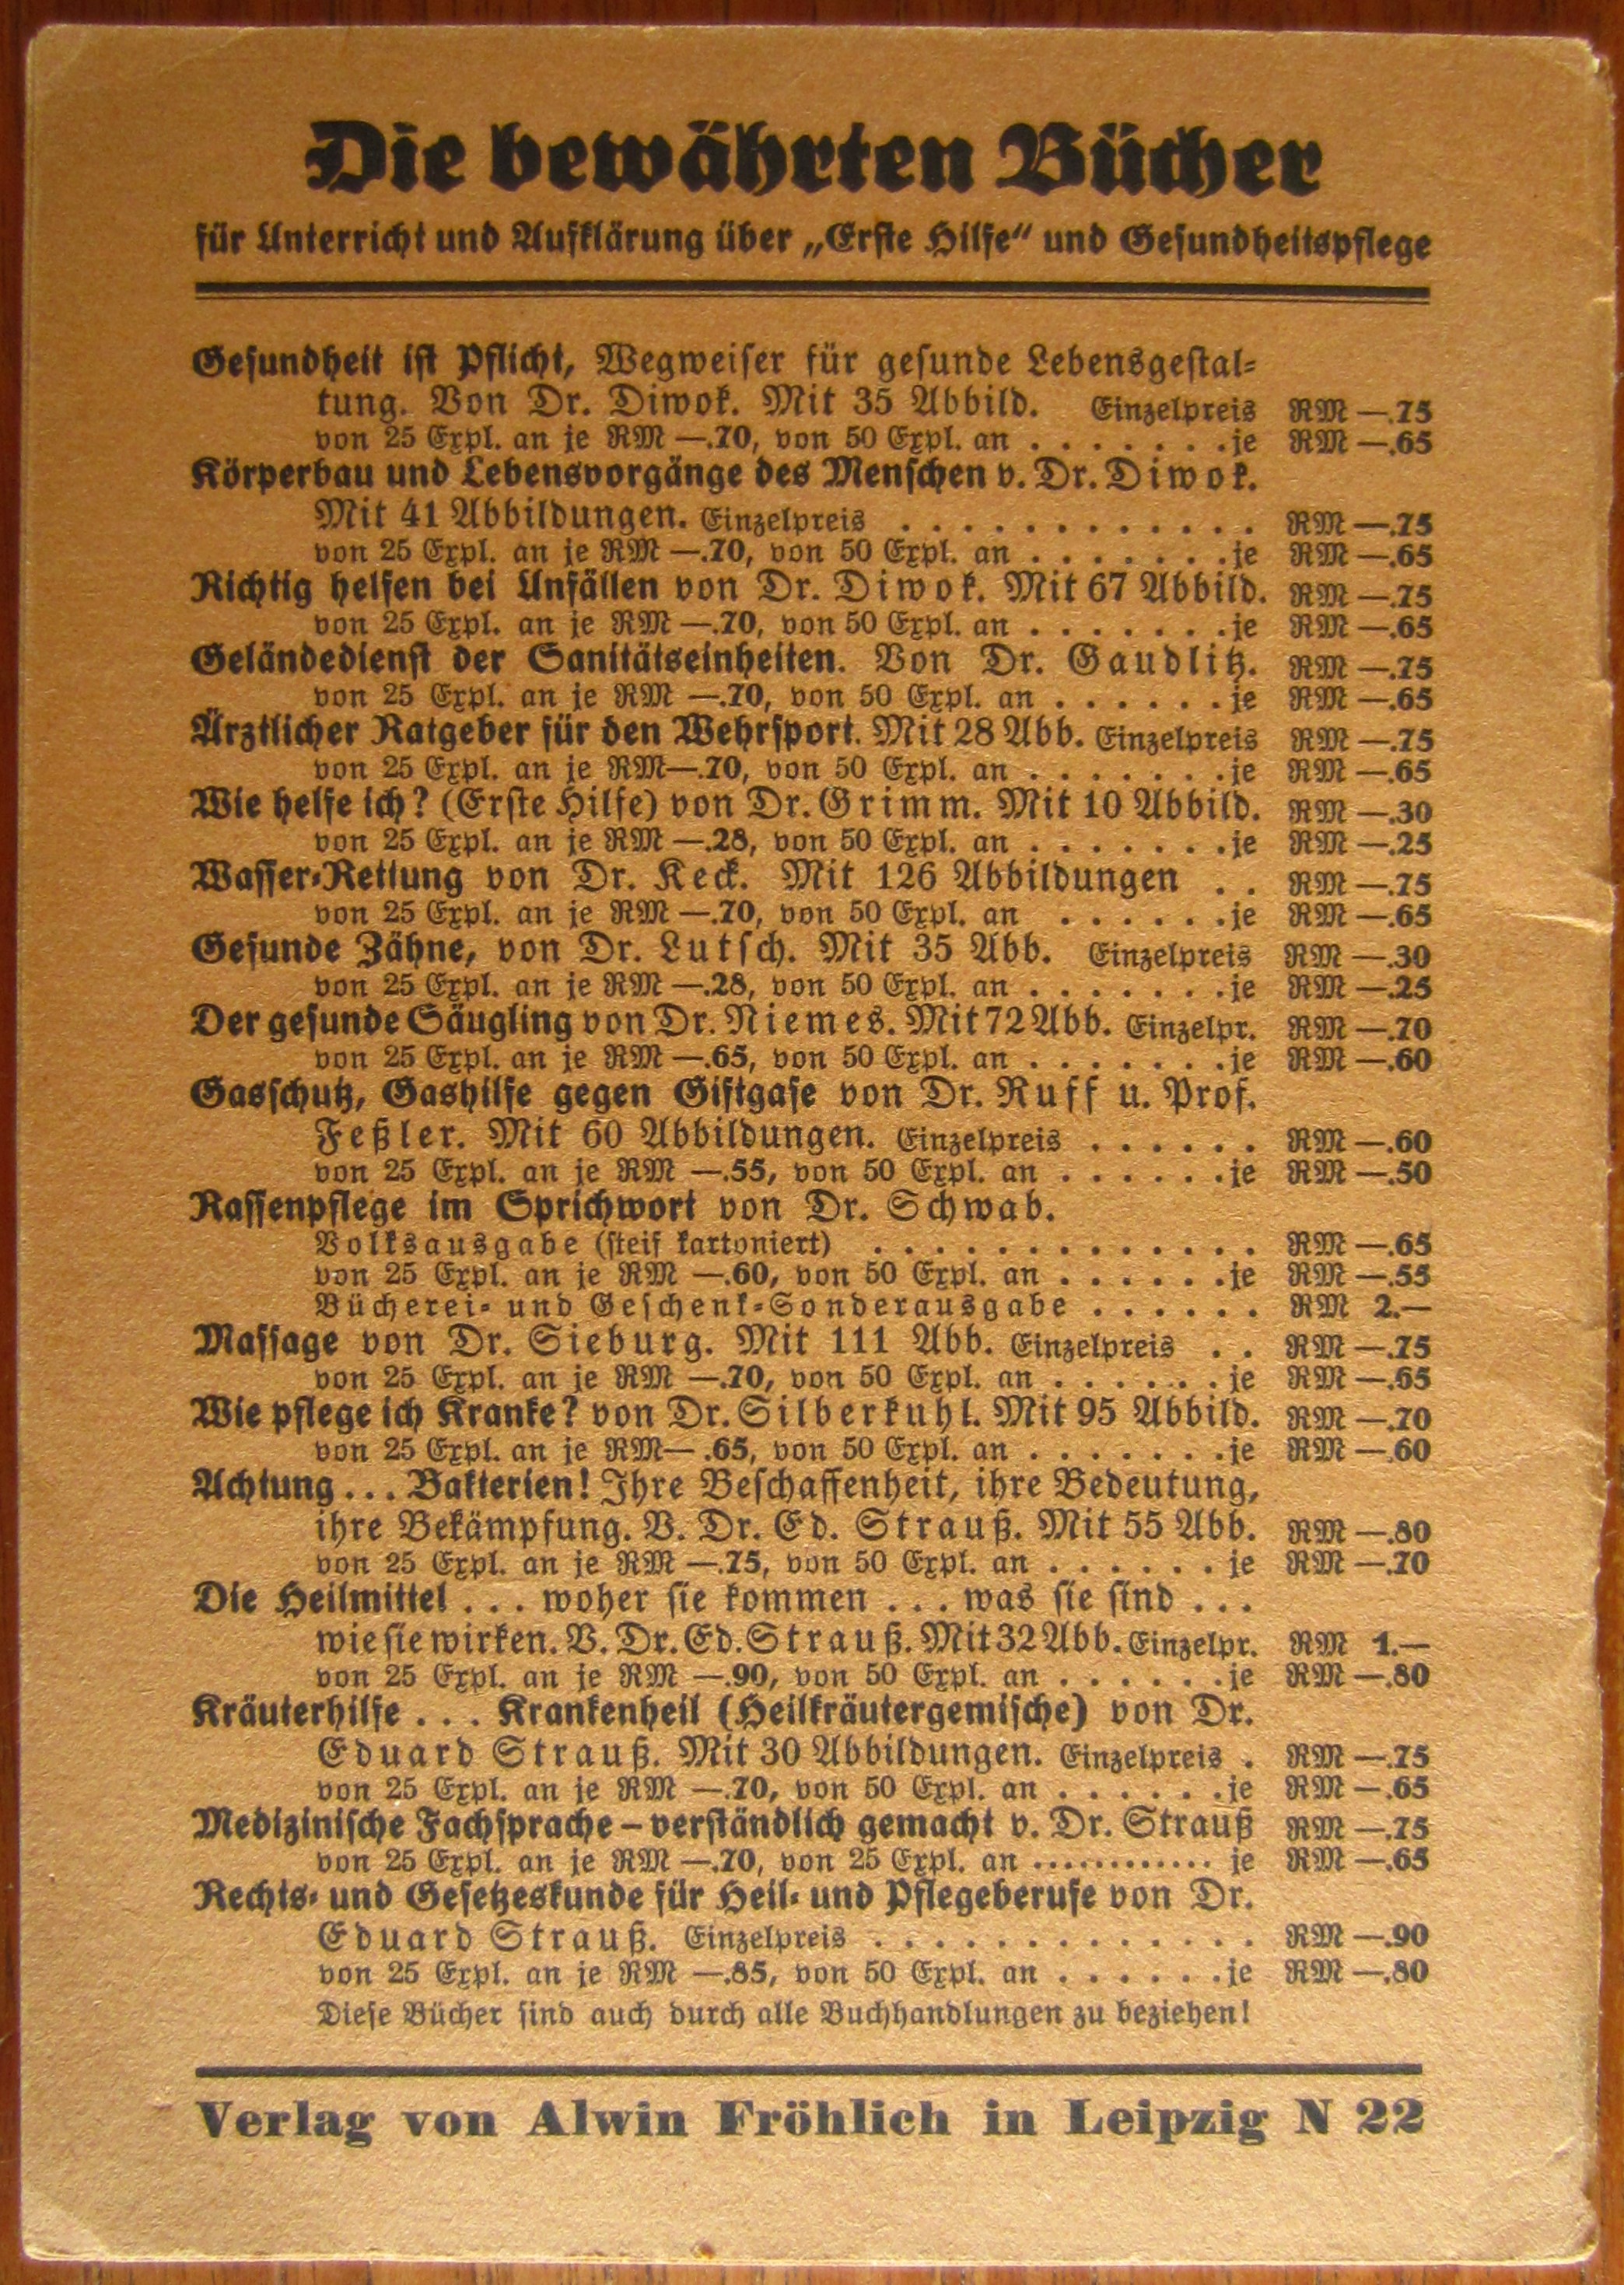 Die bewährten Bücher
für Unterricht und Aufklärung über „Erste Hilfe“ und Gesundheitspflege
Gesundheit ist Pflicht, Wegweiser für gesunde Lebensgestal-
tung. Von Dr. Diwok. Mit 35 Abbild. Einzelpreis RM —.75
von 25 Expl. an je RM —.70, von 50 Expl. an . . . . . . . je RM —.65
Körperbau und Lebensvorgänge des Menschen v. Dr. Diwok.
Mit 41 Abbildungen. Einzelpreis . . . . . . . . . . . . RM —.75
von 25 Expl. an je RM —.70, von 50 Expl. an . . . . . . . je RM —.65
Richtig helfen bei Unfällen von Dr. Diwok. Mit 67 Abbild. RM —.75
von 25 Expl. an je RM —.70, von 50 Expl. an . . . . . . . je RM —.65
Geländedienst der Sanitätseinheiten. Von Dr. Gaudlitz. RM —.75
von 25 Expl. an je RM —.70, von 50 Expl. an . . . . . . je RM —.65
Ärztlicher Ratgeber für den Wehrsport. Mit 28 Abb. Einzelpreis RM —.75
von 25 Expl. an je RM—.70, von 50 Expl. an . . . . . . . je RM —.65
Wie helfe ich? (Erste Hilfe) von Dr. Grimm. Mit 10 Abbild. RM —.30
von 25 Expl. an je RM —.28, von 50 Expl. an . . . . . . . je RM —.25
Wasser-Rettung von Dr. Keck. Mit 126 Abbildungen . . RM —.75
von 25 Expl. an je RM —.70, von 50 Expl. an . . . . . . je RM —.65
Gesunde Zähne, von Dr. Lutsch. Mit 35 Abb. Einzelpreis RM —.30
von 25 Expl. an je RM —.28, von 50 Expl. an . . . . . . . je RM —.25
Der gesunde Säugling von Dr. Niemes. Mit 72 Abb. Einzelpr. RM —.70
von 25 Expl. an je RM —.65, von 50 Expl. an . . . . . . . je RM —.60
Gasschutz, Gashilfe gegen Giftgase von Dr. Ruff u. Prof.
Feßler. Mit 60 Abbildungen. Einzelpreis . . . . . . RM —.60
von 25 Expl. an je RM —.55, von 50 Expl. an . . . . . . je RM —.50
Rassenpflege im Sprichwort von Dr. Schwab.
Volksausgabe (steif kartoniert) . . . . . . . . . . . . . RM —.65
von 25 Expl. an je RM —.60, von 50 Expl. an . . . . . . je RM —.55
Bücherei- und Geschenk-Sonderausgabe . . . . . . RM 2.—
Massage von Dr. Sieburg. Mit 111 Abb. Einzelpreis . . RM —.75
von 25 Expl. an je RM —.70, von 50 Expl. an . . . . . . je RM —.65
Wie pflege ich Kranke? von Dr. Silberkuhl. Mit 95 Abbild. RM —.70
von 25 Expl. an je RM— .65, von 50 Expl. an . . . . . . . je RM —.60
Achtung . . . Bakterien! Ihre Beschaffenheit, ihre Bedeutung,
ihre Bekämpfung. V. Dr. Ed. Strauß. Mit 55 Abb. RM —.80
von 25 Expl. an je RM —.75, von 50 Expl. an . . . . . . je RM —.70
Die Heilmittel . . . woher sie kommen . . . was sie sind . . .
wie sie wirken. V. Dr. Ed. Strauß. Mit 32 Abb. Einzelpr. RM 1.—
von 25 Expl. an je RM —.90, von 50 Expl. an . . . . . . je RM —.80
Kräuterhilfe . . . Krankenheil (Heilkräutergemische) von Dr.
Eduard Strauß. Mit 30 Abbildungen. Einzelpreis . RM —.75
von 25 Expl. an je RM —.70, von 50 Expl. an . . . . . . je RM —.65
Medizinische Fachsprache – verständlich gemacht v. Dr. Strauß RM —.75
von 25 Expl. an je RM —.70, von 25 Expl. an ............ je RM —.65
Rechts- und Gesetzeskunde für Heil- und Pflegeberufe von Dr.
Eduard Strauß. Einzelpreis . . . . . . . . . . . . . RM —.90
von 25 Expl. an je RM —.85, von 50 Expl. an . . . . . . je RM —.80
Diese Bücher sind auch durch alle Buchhandlungen zu beziehen!
Verlag von Alwin Fröhlich in Leipzig N 22